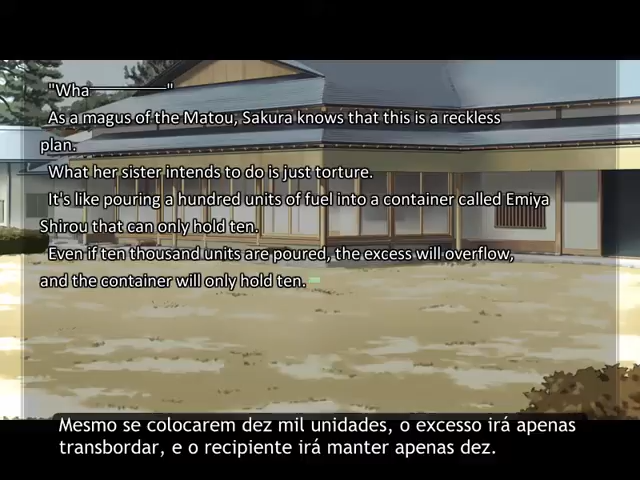 "Wha―――――"
As a magus of the Matou, Sakura knows that this is a reckless
plan.
What her sister intends to do is just torture.
It's like pouring a hundred units of fuel into a container called Emiya
Shirou that can only hold ten.
Even if ten thousand units are poured, the excess will overflow,
and the container will only hold ten.
Mesmo se colocarem dez mil unidades, o excesso irá apenas
transbordar, e o recipiente irá manter apenas dez.